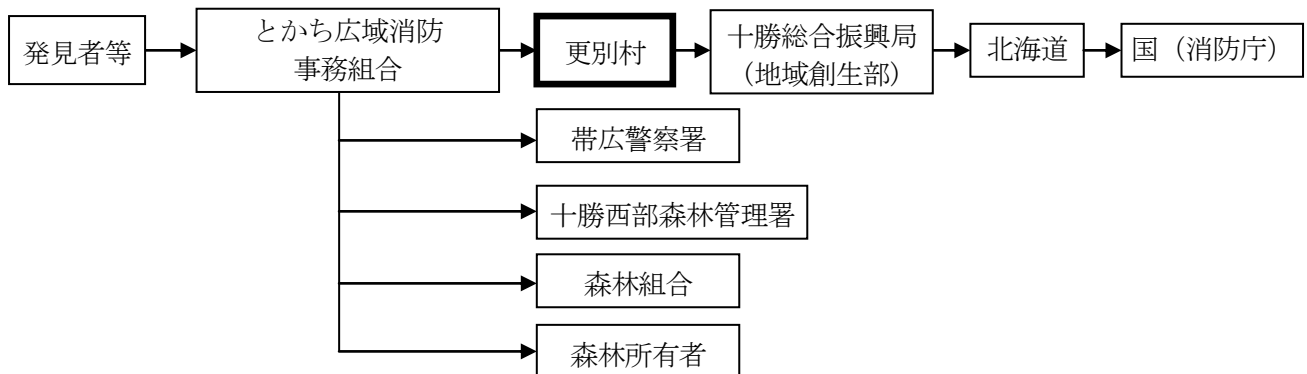 発見者等
とかち広域消防
事務組合
更別村
十勝総合振興局
（地域創生部）
北海道
国（消防庁）
帯広警察署
十勝西部森林管理署
森林組合
森林所有者